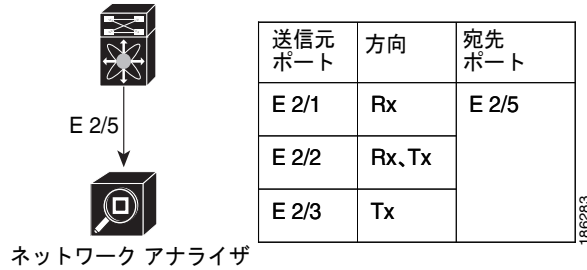 E 2/5
ネットワーク アナライザ
送信元
ポート
方向
宛先
ポート
E 2/1
Rx
E 2/5
E 2/2
Rx、Tx
E 2/3
Tx
186283